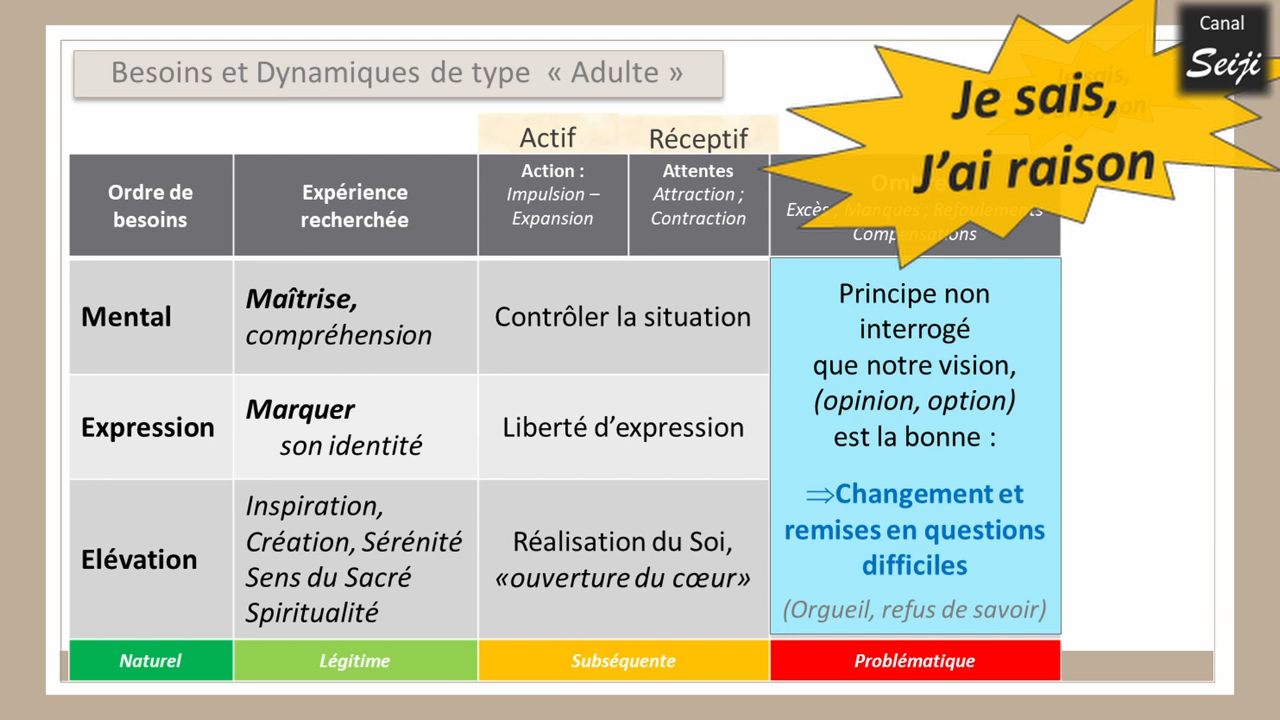 Besoins et Dynamiques de type « Adulte »
Canal
Seiji
Je sais,
J’ai raison
Actif
Réceptif
Ordre de
besoins
Expérience
recherchée
Action :
Impulsion –
Expansion
Attentes
Attraction ;
Contraction
Excès ; Manques ; Refoulements
Compensations
Mental
Maîtrise,
compréhension
Contrôler la situation
Expression
Marquer
son identité
Liberté d’expression
Elévation
Inspiration,
Création, Sérénité
Sens du Sacré
Spiritualité
Réalisation du Soi,
«ouverture du cœur»
Principe non
interrogé
que notre vision,
(opinion, option)
est la bonne :
⇒Changement et
remises en questions
difficiles
(Orgueil, refus de savoir)
Naturel
Légitime
Subséquente
Problématique